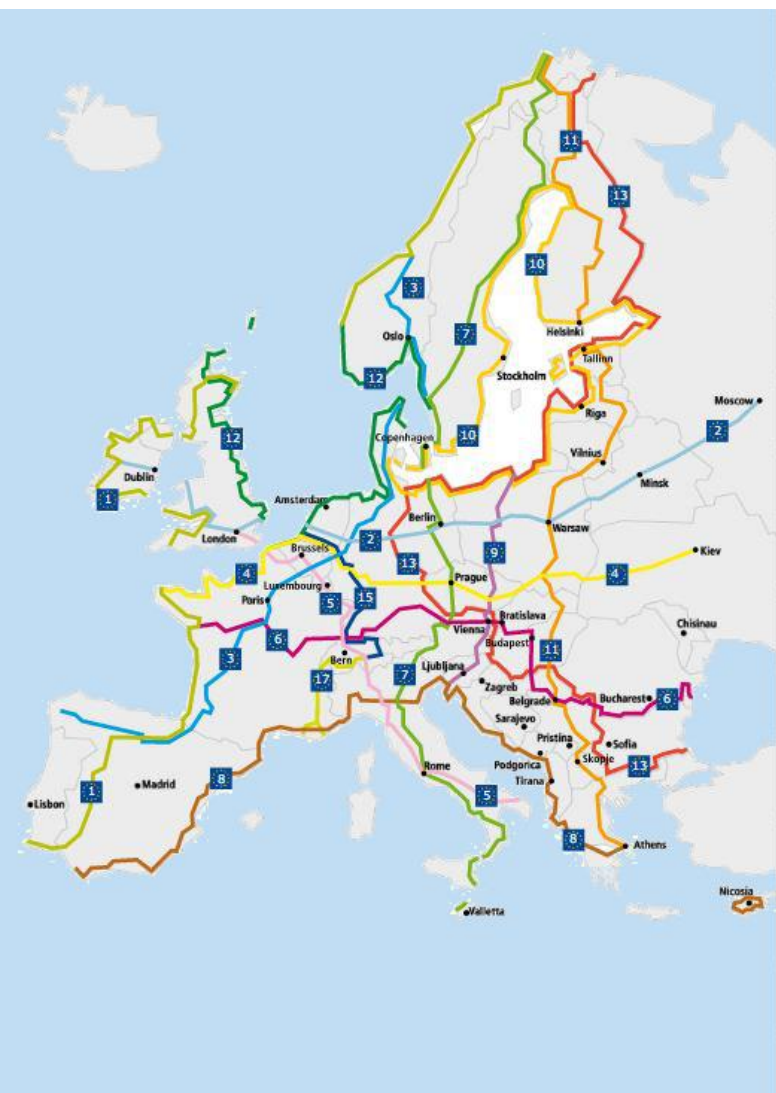 11
13
10
3
7
Oslo
Helsinki
Tallinn
12
Stockholm
Moscow
2
Riga
12
Copenhagen
10
Vilnius
Dublin
Minsk
1
Amsterdam
Berlin
Warsaw
London
2
Brussels
9
Kiev
4
13
Prague
4
Luxembourg
5
15
Paris
Bratislava
Chisinau
6
Vienna
Budapest
11
3
Bern
Ljubljana
17
7
Zagreb
Belgrade
Bucharest
6
Sarajevo
Pristina
Sofia
Skopje
Podgorica
13
Rome
Tirana
8
Madrid
1
5
Lisbon
8
Athens
Nicosia
Valletta